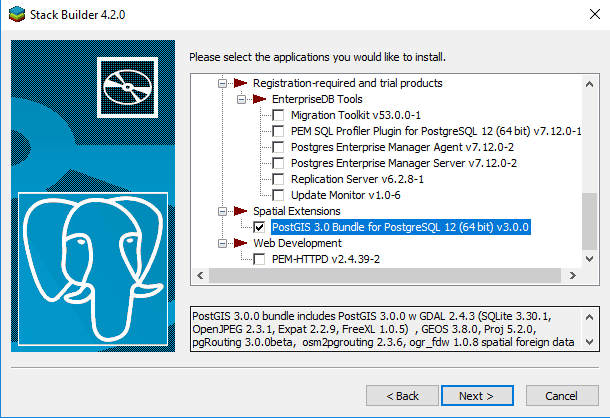 Stack Builder 4.2.0
Please select the applications you would like to install.
Registration-required and trial products
EnterpriseDB Tools
Migration Toolkit v53.0.0-1
PEM SQL Profiler Plugin for PostgreSQL 12 (64 bit) v7.12.0-1
Postgres Enterprise Manager Agent v7.12.0-2
Postgres Enterprise Manager Server v7.12.0-2
Replication Server v6.2.8-1
Update Monitor v1.0-6
Spatial Extensions
PostGIS 3.0 Bundle for PostgreSQL 12 (64 bit) v3.0.0
Web Development
PEM-HTTPD v2.4.39-2
PostGIS 3.0.0 bundle includes PostGIS 3.0.0 w GDAL 2.4.3 (SQLite 3.30.1,
OpenJPEG 2.3.1, Expat 2.2.9, FreeXL 1.0.5) , GEOS 3.8.0, Proj 5.2.0,
pgRouting 3.0.0beta, osm2pgrouting 2.3.6, ogr_fdw 1.0.8 spatial foreign data
< Back
Next >
Cancel